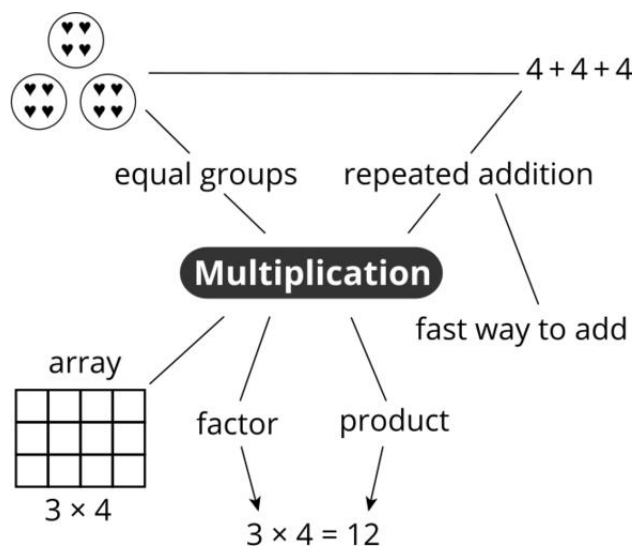 4 + 4 + 4
equal groups
repeated addition
Multiplication
fast way to add
array
factor
product
3 × 4
3 × 4 = 12